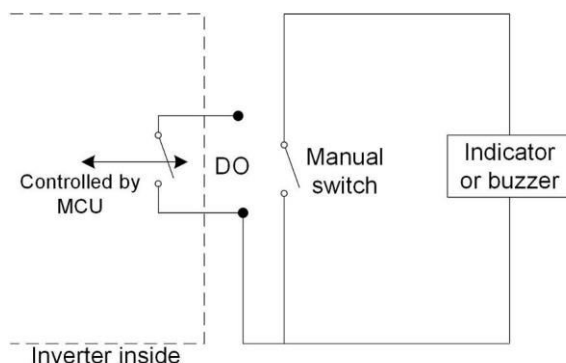 Controlled by
MCU
DO
Manual
switch
Indicator
or buzzer
Inverter inside